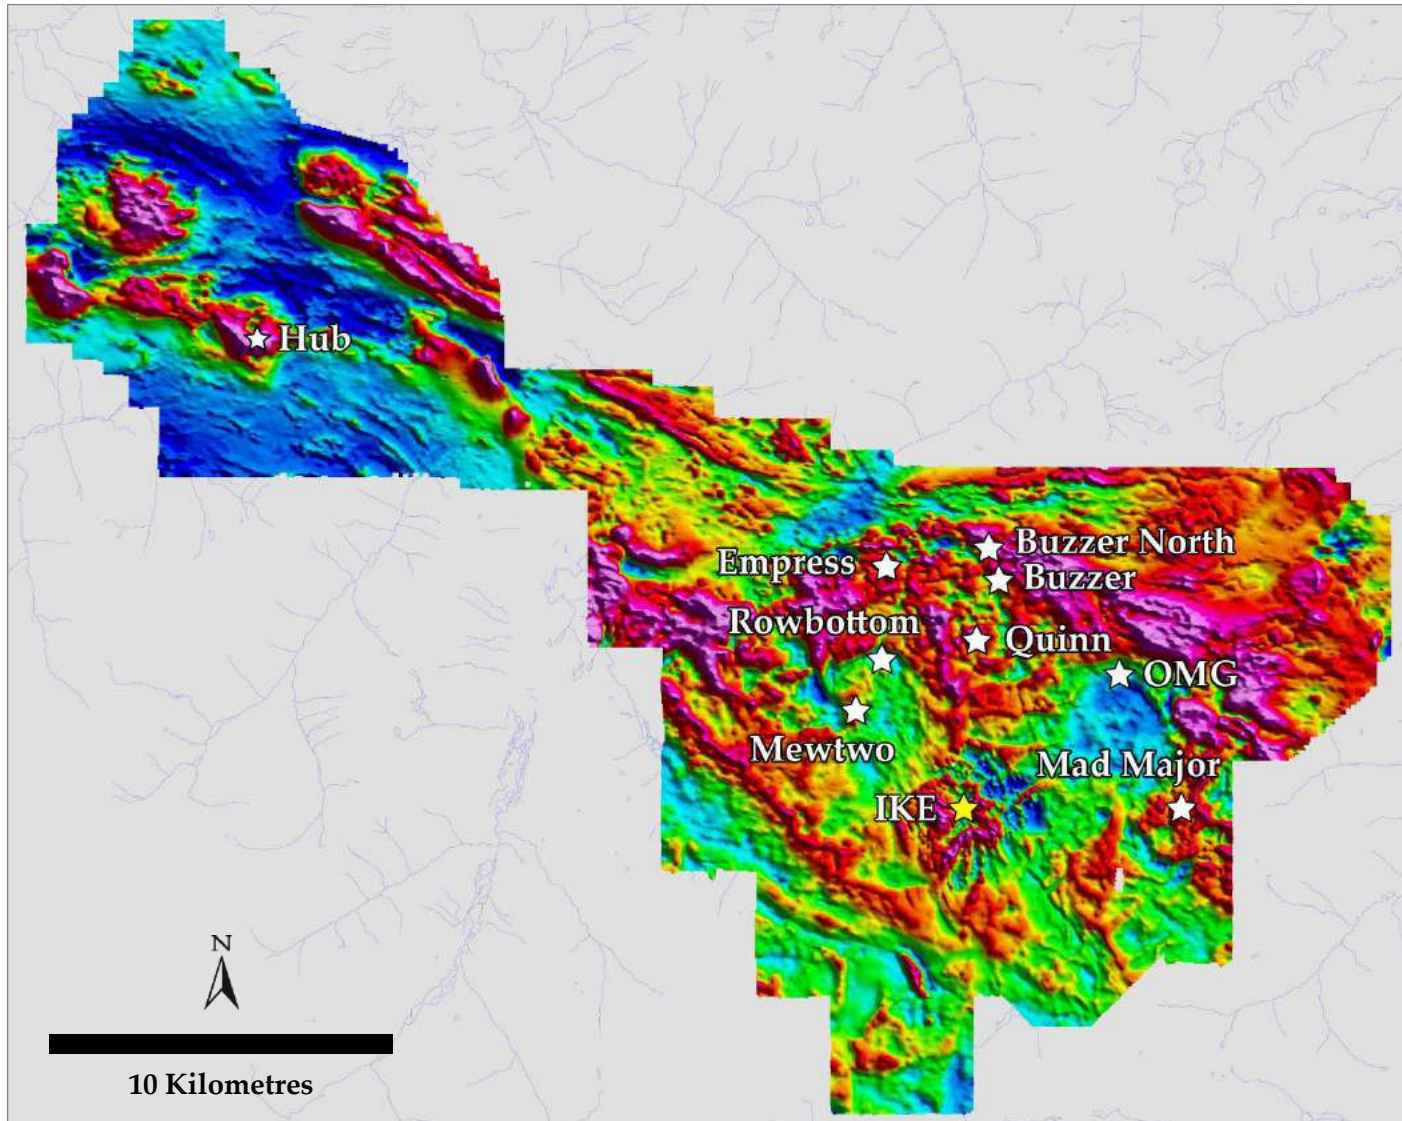 Hub
Buzzer North
Empress
Buzzer
Rowbottom
Quinn
OMG
Mewtwo
Mad Major
IKE
N
10 Kilometres